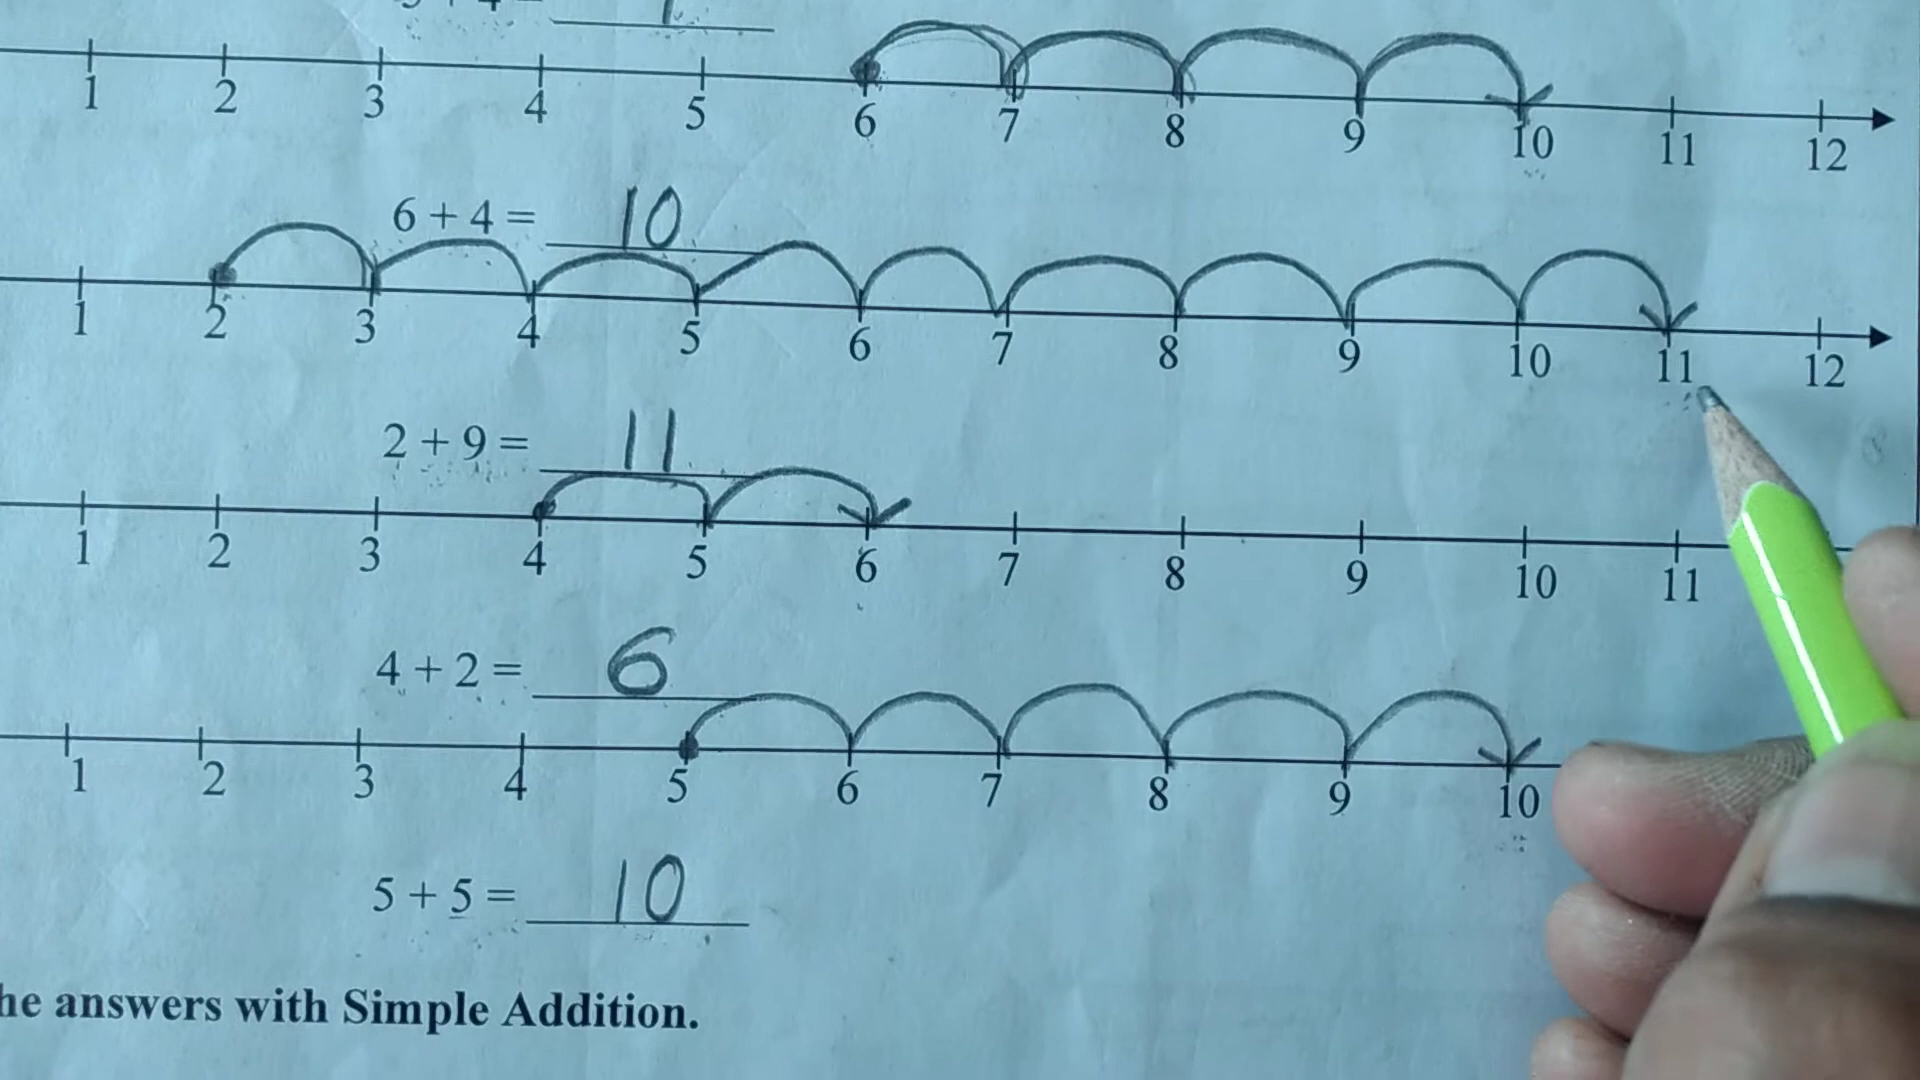 1 2 3 4 5 6 7 8 9 10 11 12
6 + 4 = 10
1 2 3 4 5 6 7 8 9 10 11 12
2 + 9 = 11
1 2 3 4 5 6 7 8 9 10 11
4 + 2 = 6
1 2 3 4 5 6 7 8 9 10
5 + 5 = 10
he answers with Simple Addition.